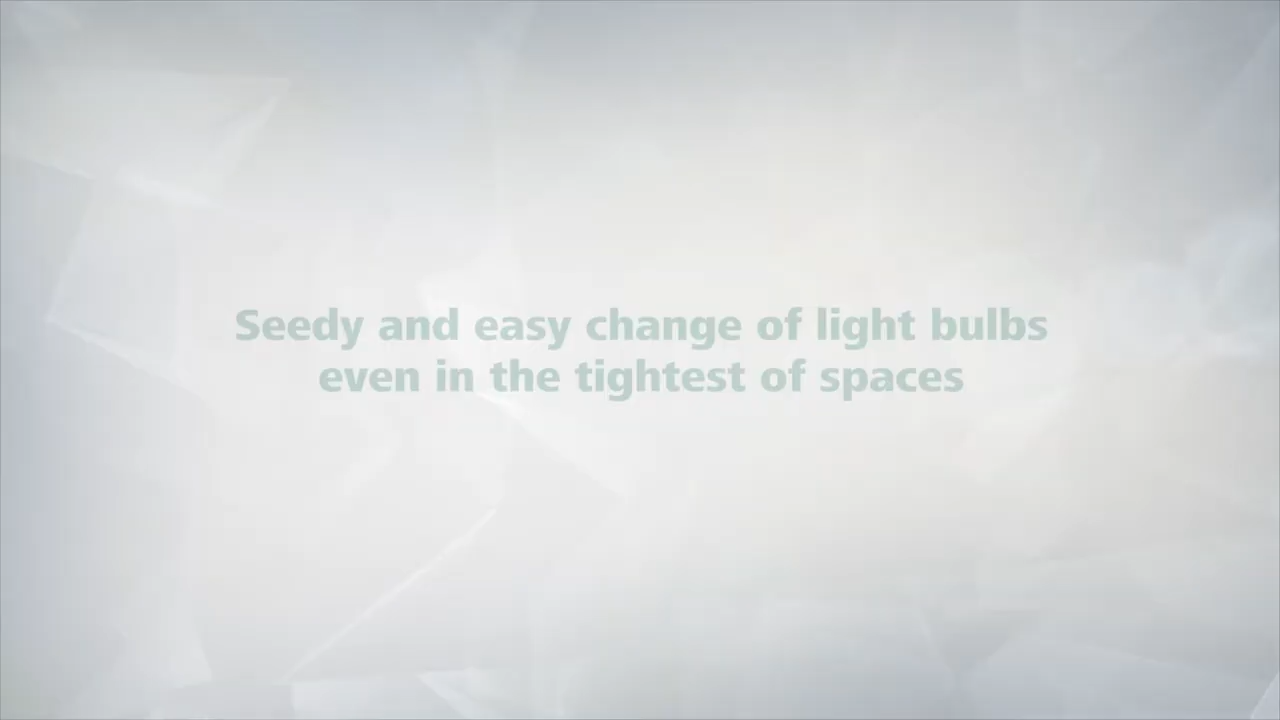 Seedy and easy change of light bulbs
even in the tightest of spaces